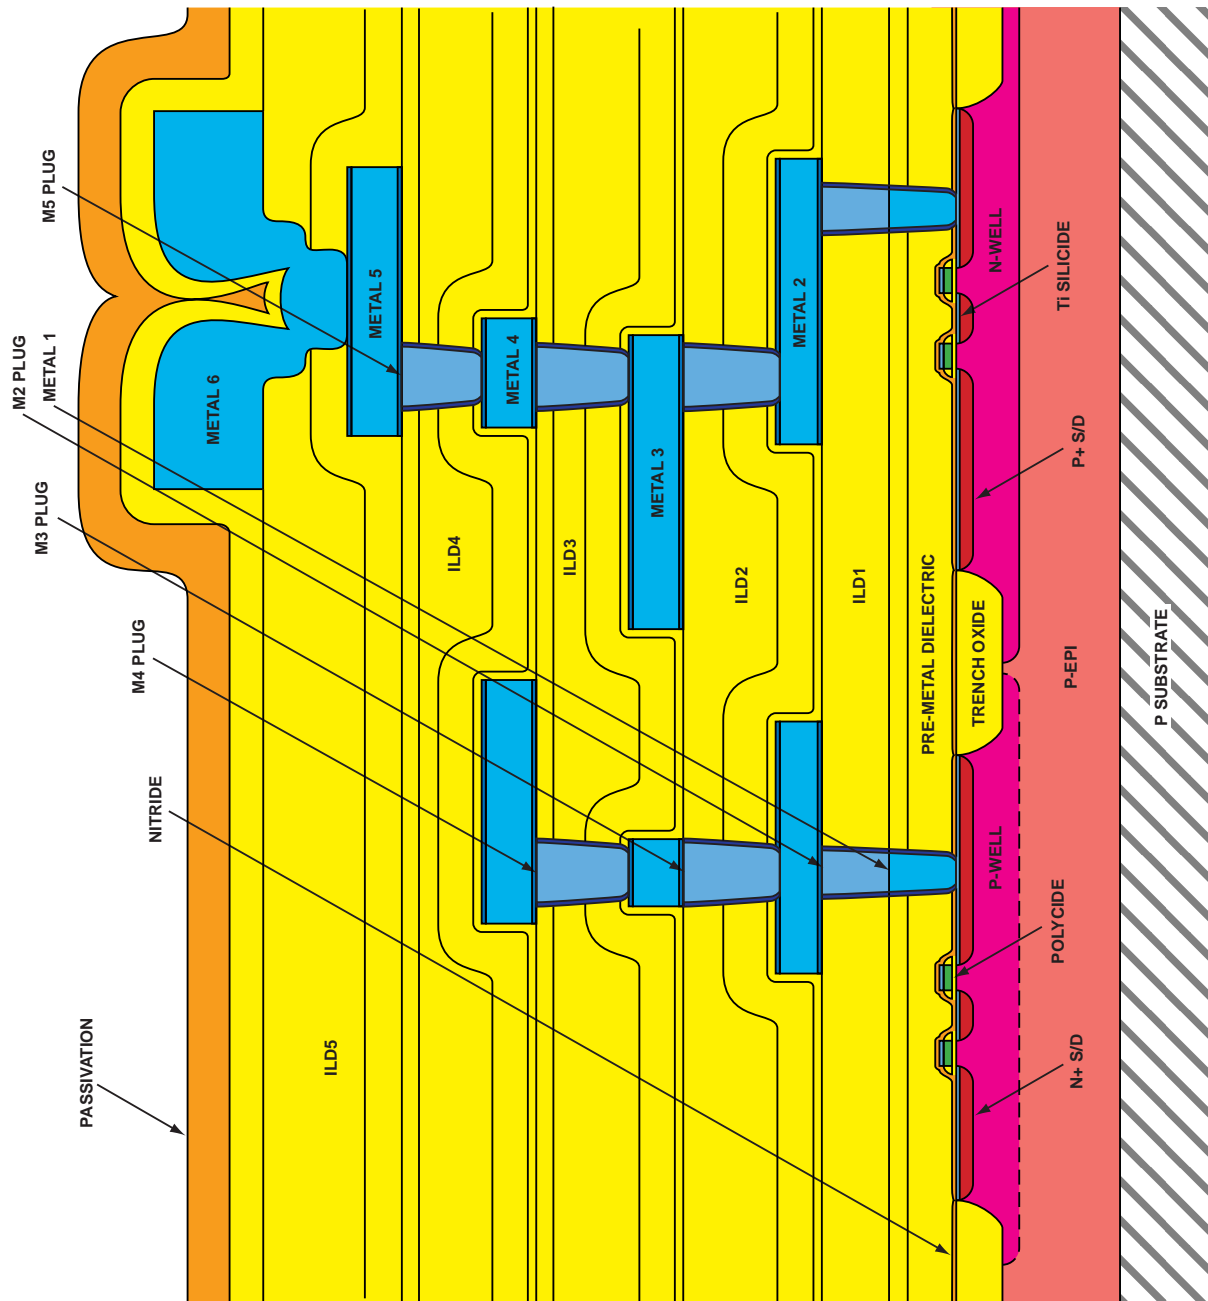 PASSIVATION
NITRIDE
M4 PLUG
M3 PLUG
M2 PLUG
METAL 1
M5 PLUG
METAL 6
METAL 5
METAL 4
METAL 3
METAL 2
ILD5
ILD4
ILD3
ILD2
ILD1
PRE-METAL DIELECTRIC
TRENCH OXIDE
P-WELL
N-WELL
N+ S/D
POLYCIDE
P-EPI
P+ S/D
Ti SILICIDE
P SUBSTRATE